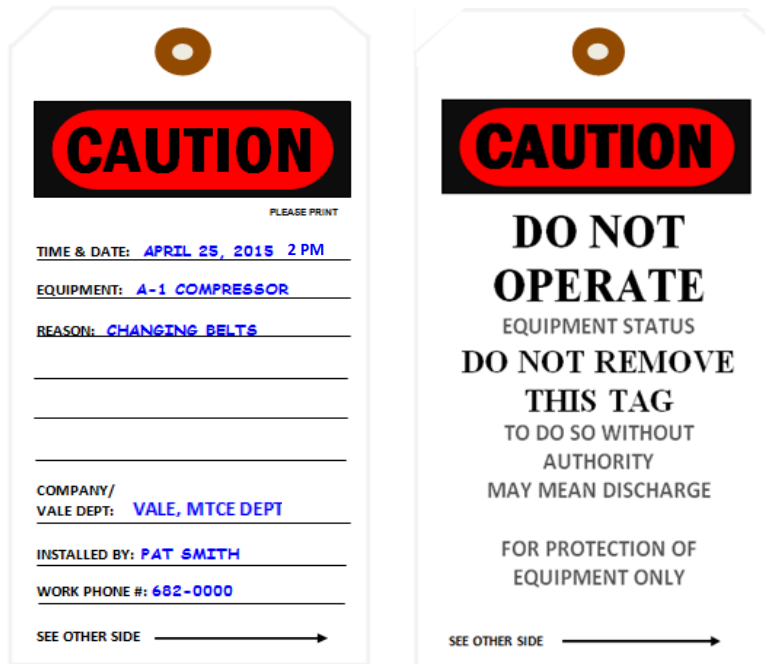 CAUTION
PLEASE PRINT
TIME & DATE: APRIL 25, 2015 2 PM
EQUIPMENT: A-1 COMPRESSOR
REASON: CHANGING BELTS
COMPANY/
VALE DEPT: VALE, MTCE DEPT
INSTALLED BY: PAT SMITH
WORK PHONE #: 682-0000
SEE OTHER SIDE
CAUTION
DO NOT
OPERATE
EQUIPMENT STATUS
DO NOT REMOVE
THIS TAG
TO DO SO WITHOUT
AUTHORITY
MAY MEAN DISCHARGE
FOR PROTECTION OF
EQUIPMENT ONLY
SEE OTHER SIDE